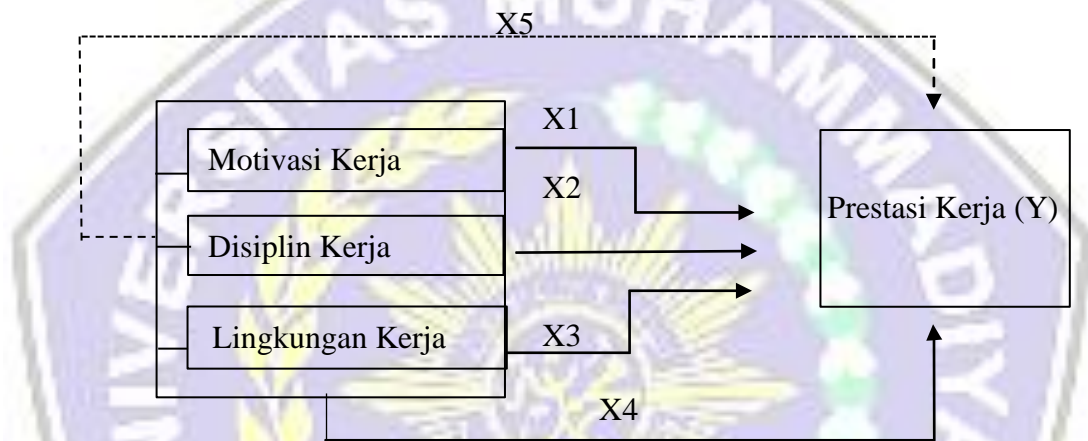 X5
X1
Motivasi Kerja
X2
Prestasi Kerja (Y)
Disiplin Kerja
Lingkungan Kerja
X3
X4